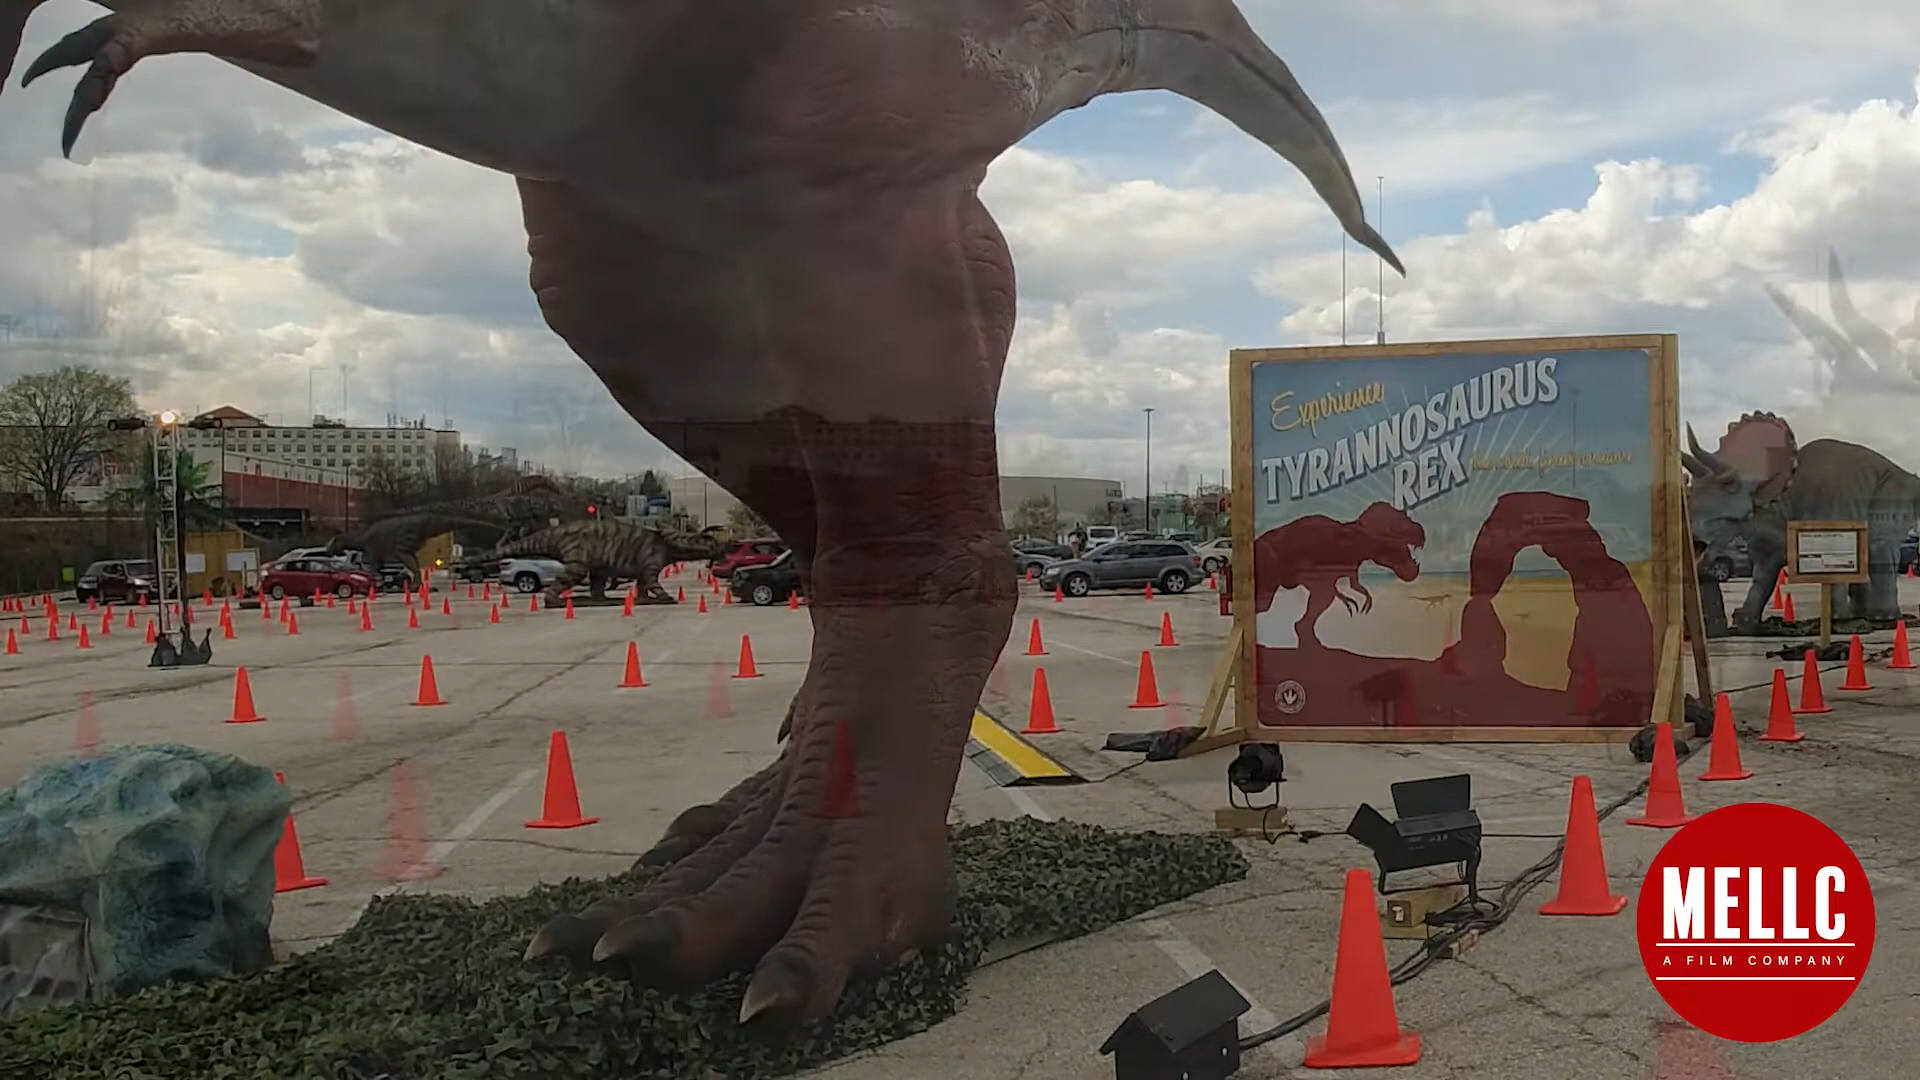 Experience
TYRANNOSAURUS
REX
MELLC
A FILM COMPANY